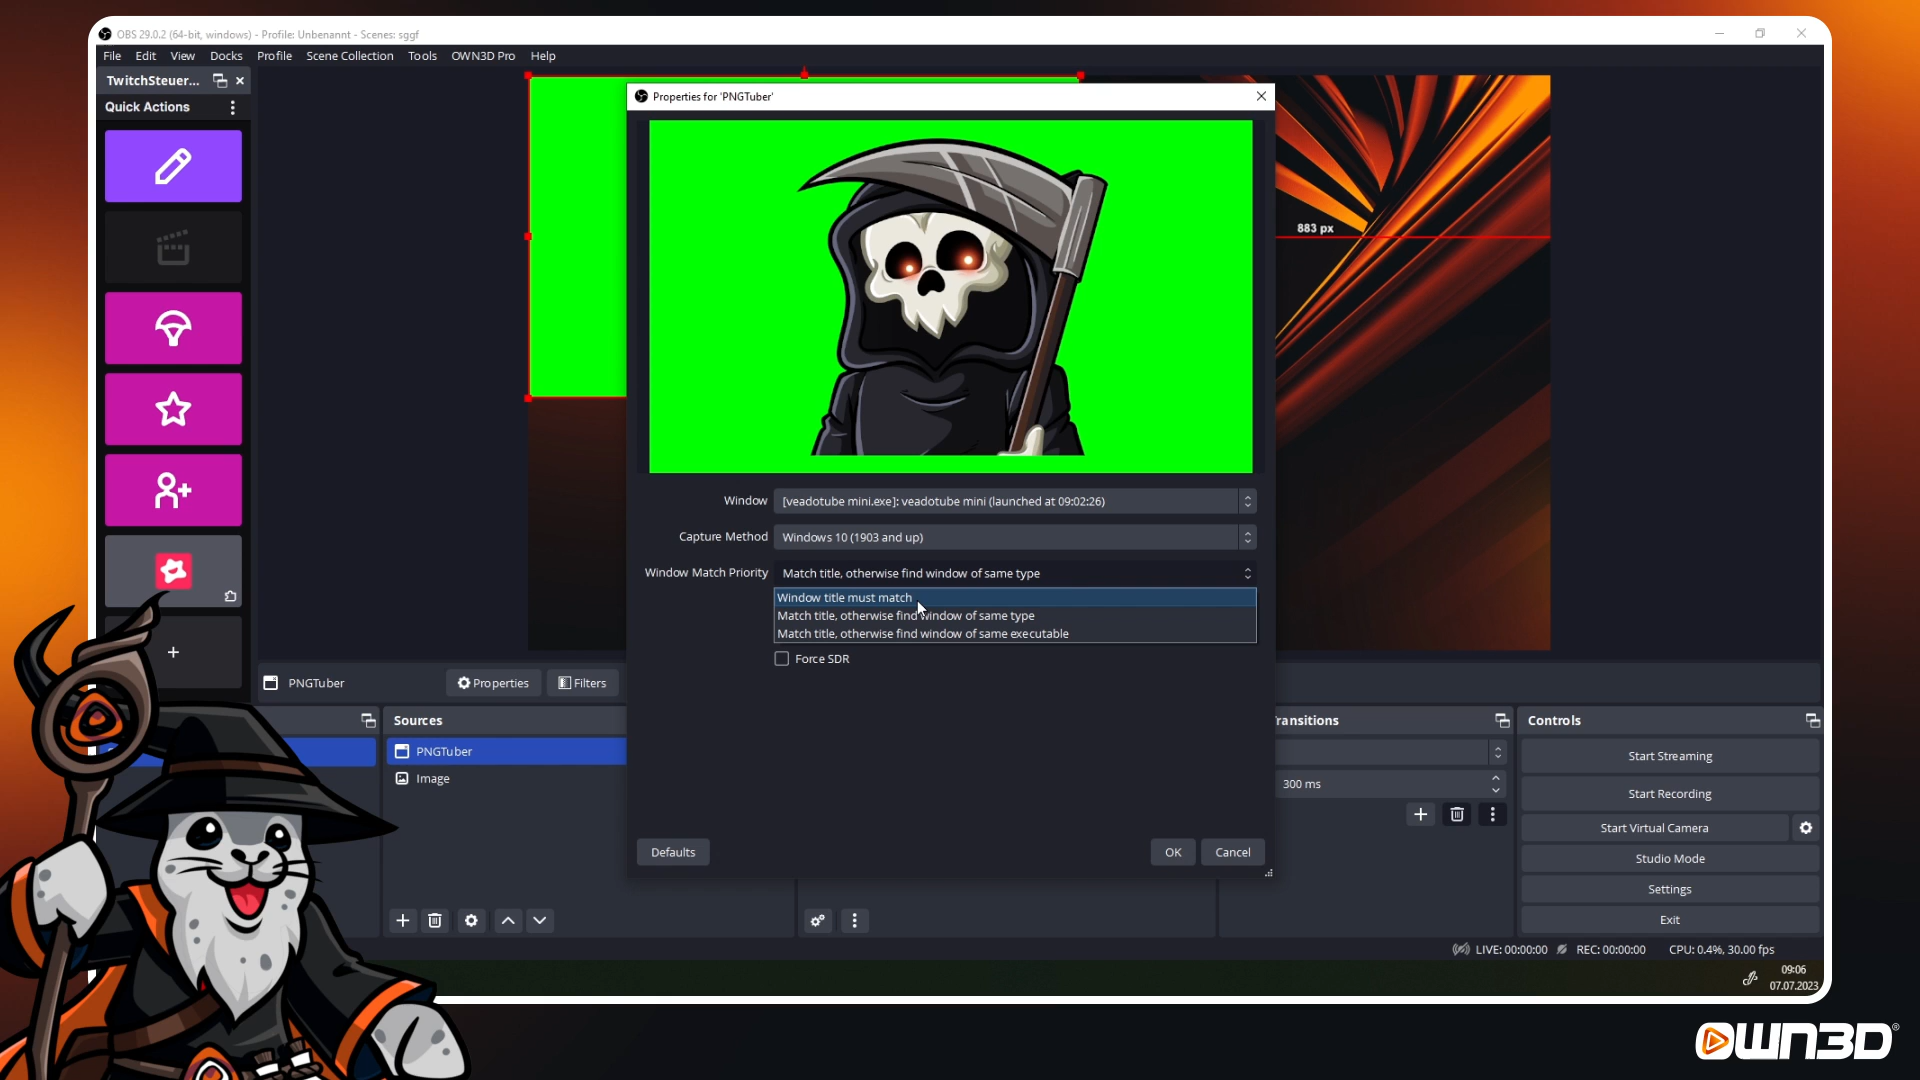 OBS 29.0.2 (64-bit, windows) - Profile: Unbenannt - Scenes: sggf
File Edit View Docks Profile Scene Collection Tools OWN3D Pro Help
TwitchSteuer...
Quick Actions
Properties for 'PNGTuber'
883 px
Window [veadotube mini.exe]: veadotube mini (launched at 09:02:26)
Capture Method Windows 10 (1903 and up)
Window Match Priority Match title, otherwise find window of same type
Window title must match
Match title, otherwise find window of same type
Match title, otherwise find window of same executable
Force SDR
+
PNGTuber Properties Filters
Sources
PNGTuber
Image
ransitions
300 ms
Defaults OK Cancel
Controls
Start Streaming
Start Recording
Start Virtual Camera
Studio Mode
Settings
Exit
LIVE: 00:00:00 REC: 00:00:00 CPU: 0.4%, 30.00 fps
09:06
07.07.2023
OWN3D®